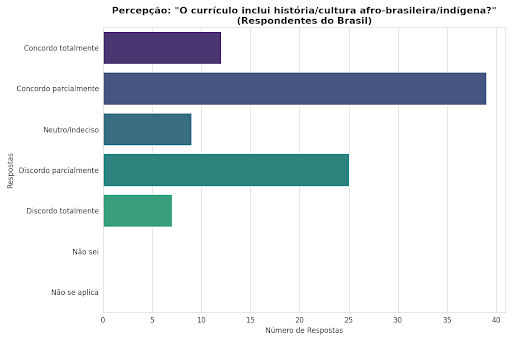 Percepção: "O currículo inclui história/cultura afro-brasileira/indígena?"
(Respondentes do Brasil)
Respostas
Concordo totalmente
Concordo parcialmente
Neutro/Indeciso
Discordo parcialmente
Discordo totalmente
Não sei
Não se aplica
0 5 10 15 20 25 30 35 40
Número de Respostas